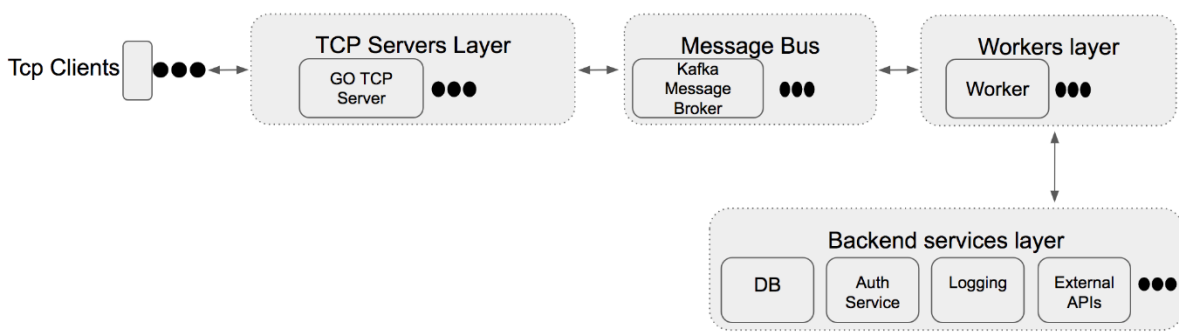 Tcp Clients
TCP Servers Layer
GO TCP
Server
Message Bus
Kafka
Message
Broker
Workers layer
Worker
Backend services layer
DB
Auth
Service
Logging
External
APIs